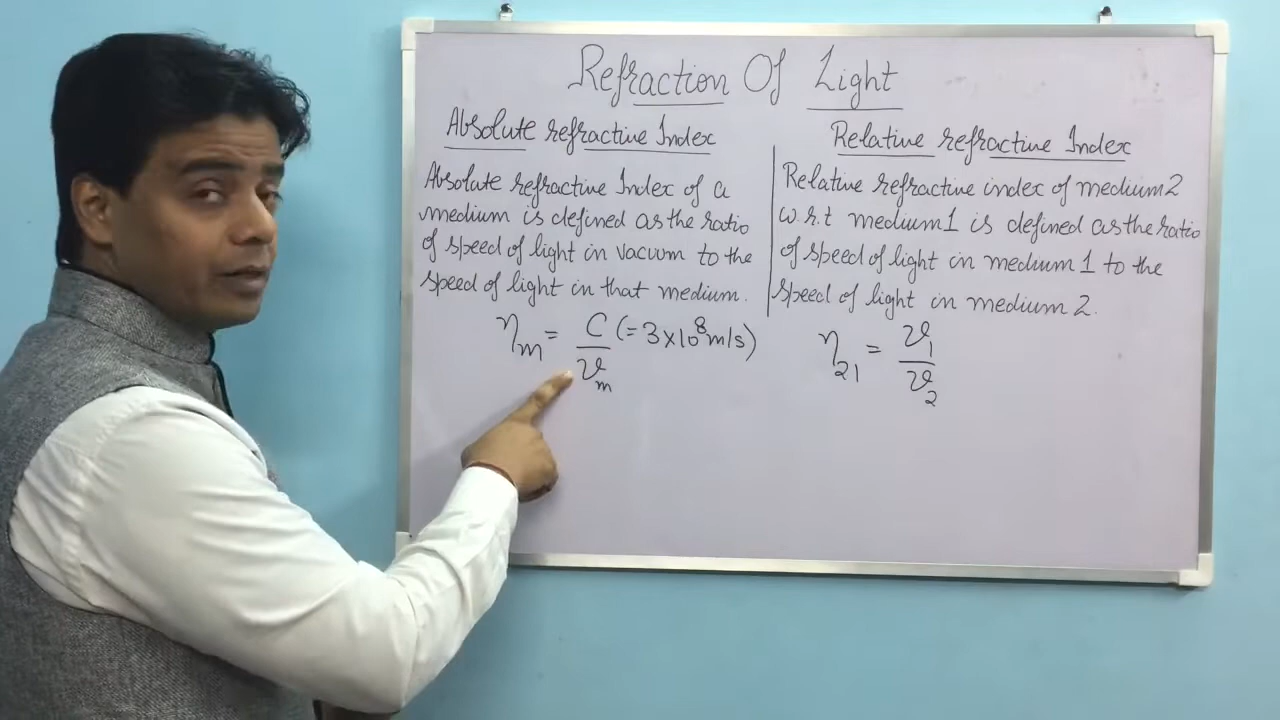 Refraction Of Light
Absolute refractive Index
Absolute refractive Index of a
medium is defined as the ratio
of speed of light in vacuum to the
speed of light in that medium.
ηm = C/vm (= 3×10⁸m/s)
Relative refractive Index
Relative refractive index of medium 2
w.r.t medium 1 is defined as the ratio
of speed of light in medium 1 to the
speed of light in medium 2.
η21 = v1/v2